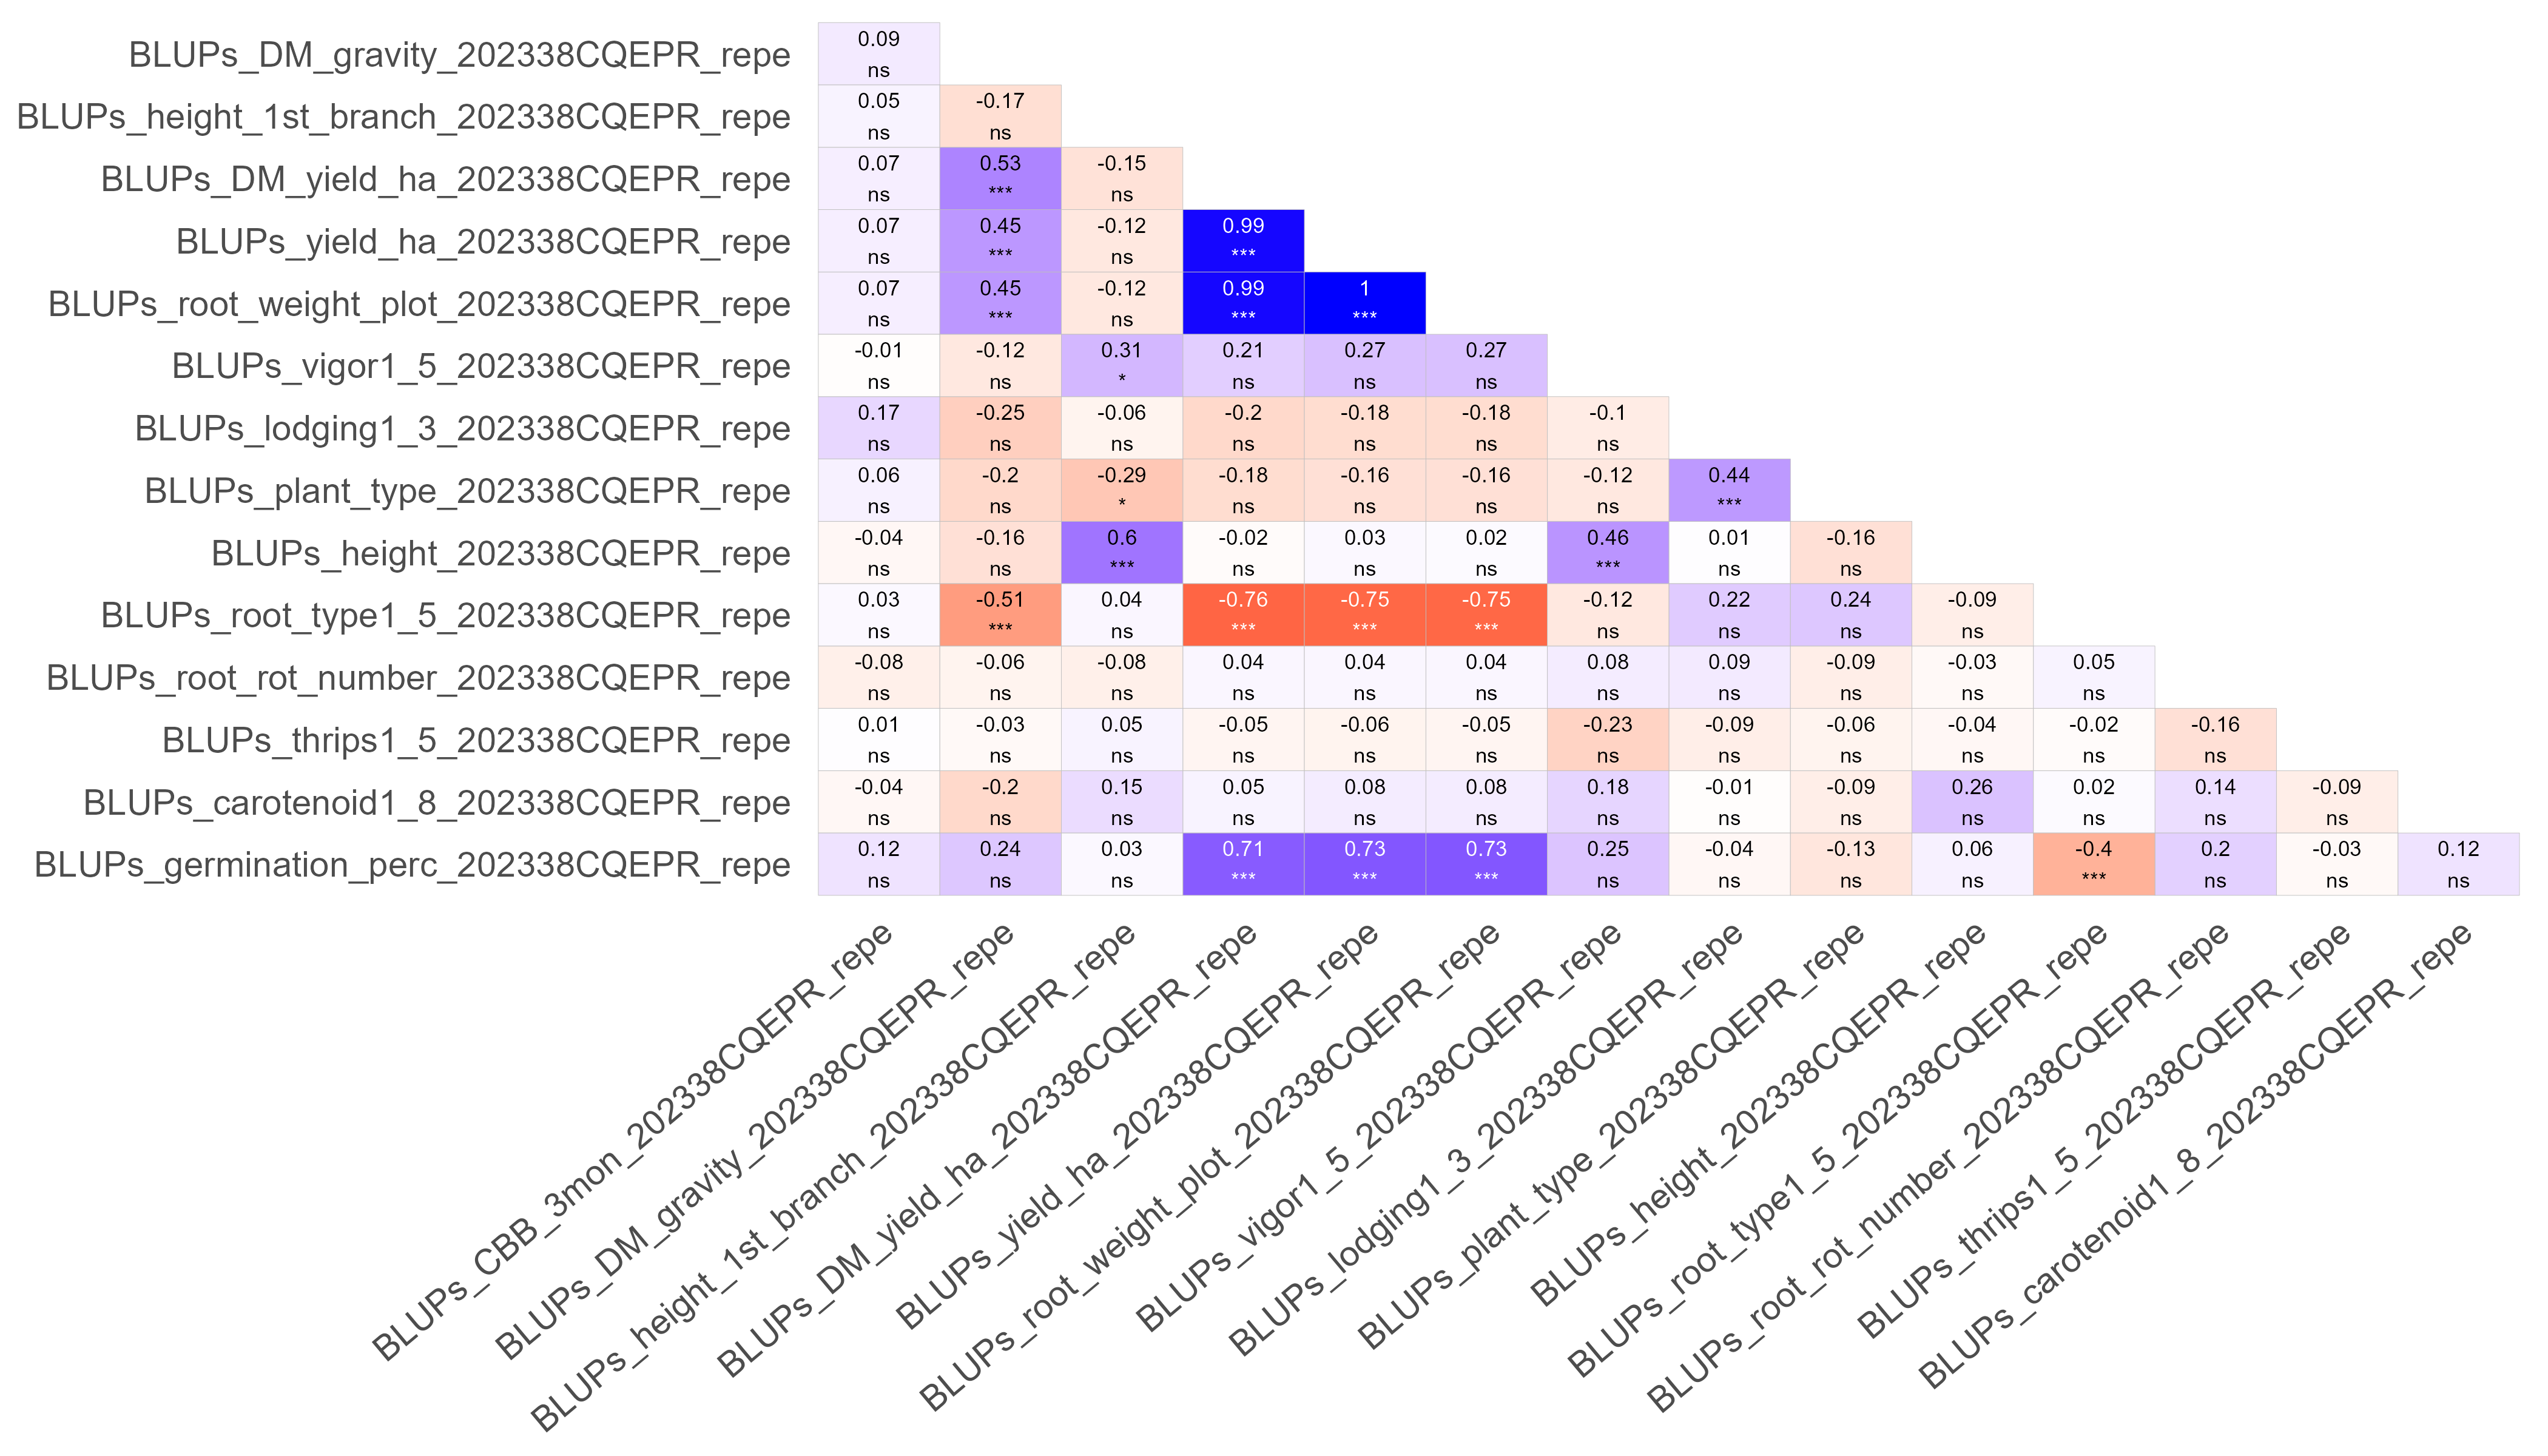 BLUPs_DM_gravity_202338CQEPR_repe 0.09
ns
BLUPs_height_1st_branch_202338CQEPR_repe 0.05 -0.17
ns ns
BLUPs_DM_yield_ha_202338CQEPR_repe 0.07 0.53 -0.15
ns *** ns
BLUPs_yield_ha_202338CQEPR_repe 0.07 0.45 -0.12 0.99
ns *** ns ***
BLUPs_root_weight_plot_202338CQEPR_repe 0.07 0.45 -0.12 0.99 1
ns *** ns *** ***
BLUPs_vigor1_5_202338CQEPR_repe -0.01 -0.12 0.31 0.21 0.27 0.27
ns ns * ns ns ns
BLUPs_lodging1_3_202338CQEPR_repe 0.17 -0.25 -0.06 -0.2 -0.18 -0.18 -0.1
ns ns ns ns ns ns ns
BLUPs_plant_type_202338CQEPR_repe 0.06 -0.2 -0.29 -0.18 -0.16 -0.16 -0.12 0.44
ns ns * ns ns ns ns ***
BLUPs_height_202338CQEPR_repe -0.04 -0.16 0.6 -0.02 0.03 0.02 0.46 0.01 -0.16
ns ns *** ns ns ns *** ns ns
BLUPs_root_type1_5_202338CQEPR_repe 0.03 -0.51 0.04 -0.76 -0.75 -0.75 -0.12 0.22 0.24 -0.09
ns *** ns *** *** *** ns ns ns ns
BLUPs_root_rot_number_202338CQEPR_repe -0.08 -0.06 -0.08 0.04 0.04 0.04 0.08 0.09 -0.09 -0.03 0.05
ns ns ns ns ns ns ns ns ns ns ns
BLUPs_thrips1_5_202338CQEPR_repe 0.01 -0.03 0.05 -0.05 -0.06 -0.05 -0.23 -0.09 -0.06 -0.04 -0.02 -0.16
ns ns ns ns ns ns ns ns ns ns ns ns
BLUPs_carotenoid1_8_202338CQEPR_repe -0.04 -0.2 0.15 0.05 0.08 0.08 0.18 -0.01 -0.09 0.26 0.02 0.14 -0.09
ns ns ns ns ns ns ns ns ns ns ns ns ns
BLUPs_germination_perc_202338CQEPR_repe 0.12 0.24 0.03 0.71 0.73 0.73 0.25 -0.04 -0.13 0.06 -0.4 0.2 -0.03 0.12
ns ns ns *** *** *** ns ns ns ns *** ns ns ns
BLUPs_CBB_3mon_202338CQEPR_repe
BLUPs_DM_gravity_202338CQEPR_repe
BLUPs_height_1st_branch_202338CQEPR_repe
BLUPs_DM_yield_ha_202338CQEPR_repe
BLUPs_yield_ha_202338CQEPR_repe
BLUPs_root_weight_plot_202338CQEPR_repe
BLUPs_vigor1_5_202338CQEPR_repe
BLUPs_lodging1_3_202338CQEPR_repe
BLUPs_plant_type_202338CQEPR_repe
BLUPs_height_202338CQEPR_repe
BLUPs_root_type1_5_202338CQEPR_repe
BLUPs_root_rot_number_202338CQEPR_repe
BLUPs_thrips1_5_202338CQEPR_repe
BLUPs_carotenoid1_8_202338CQEPR_repe